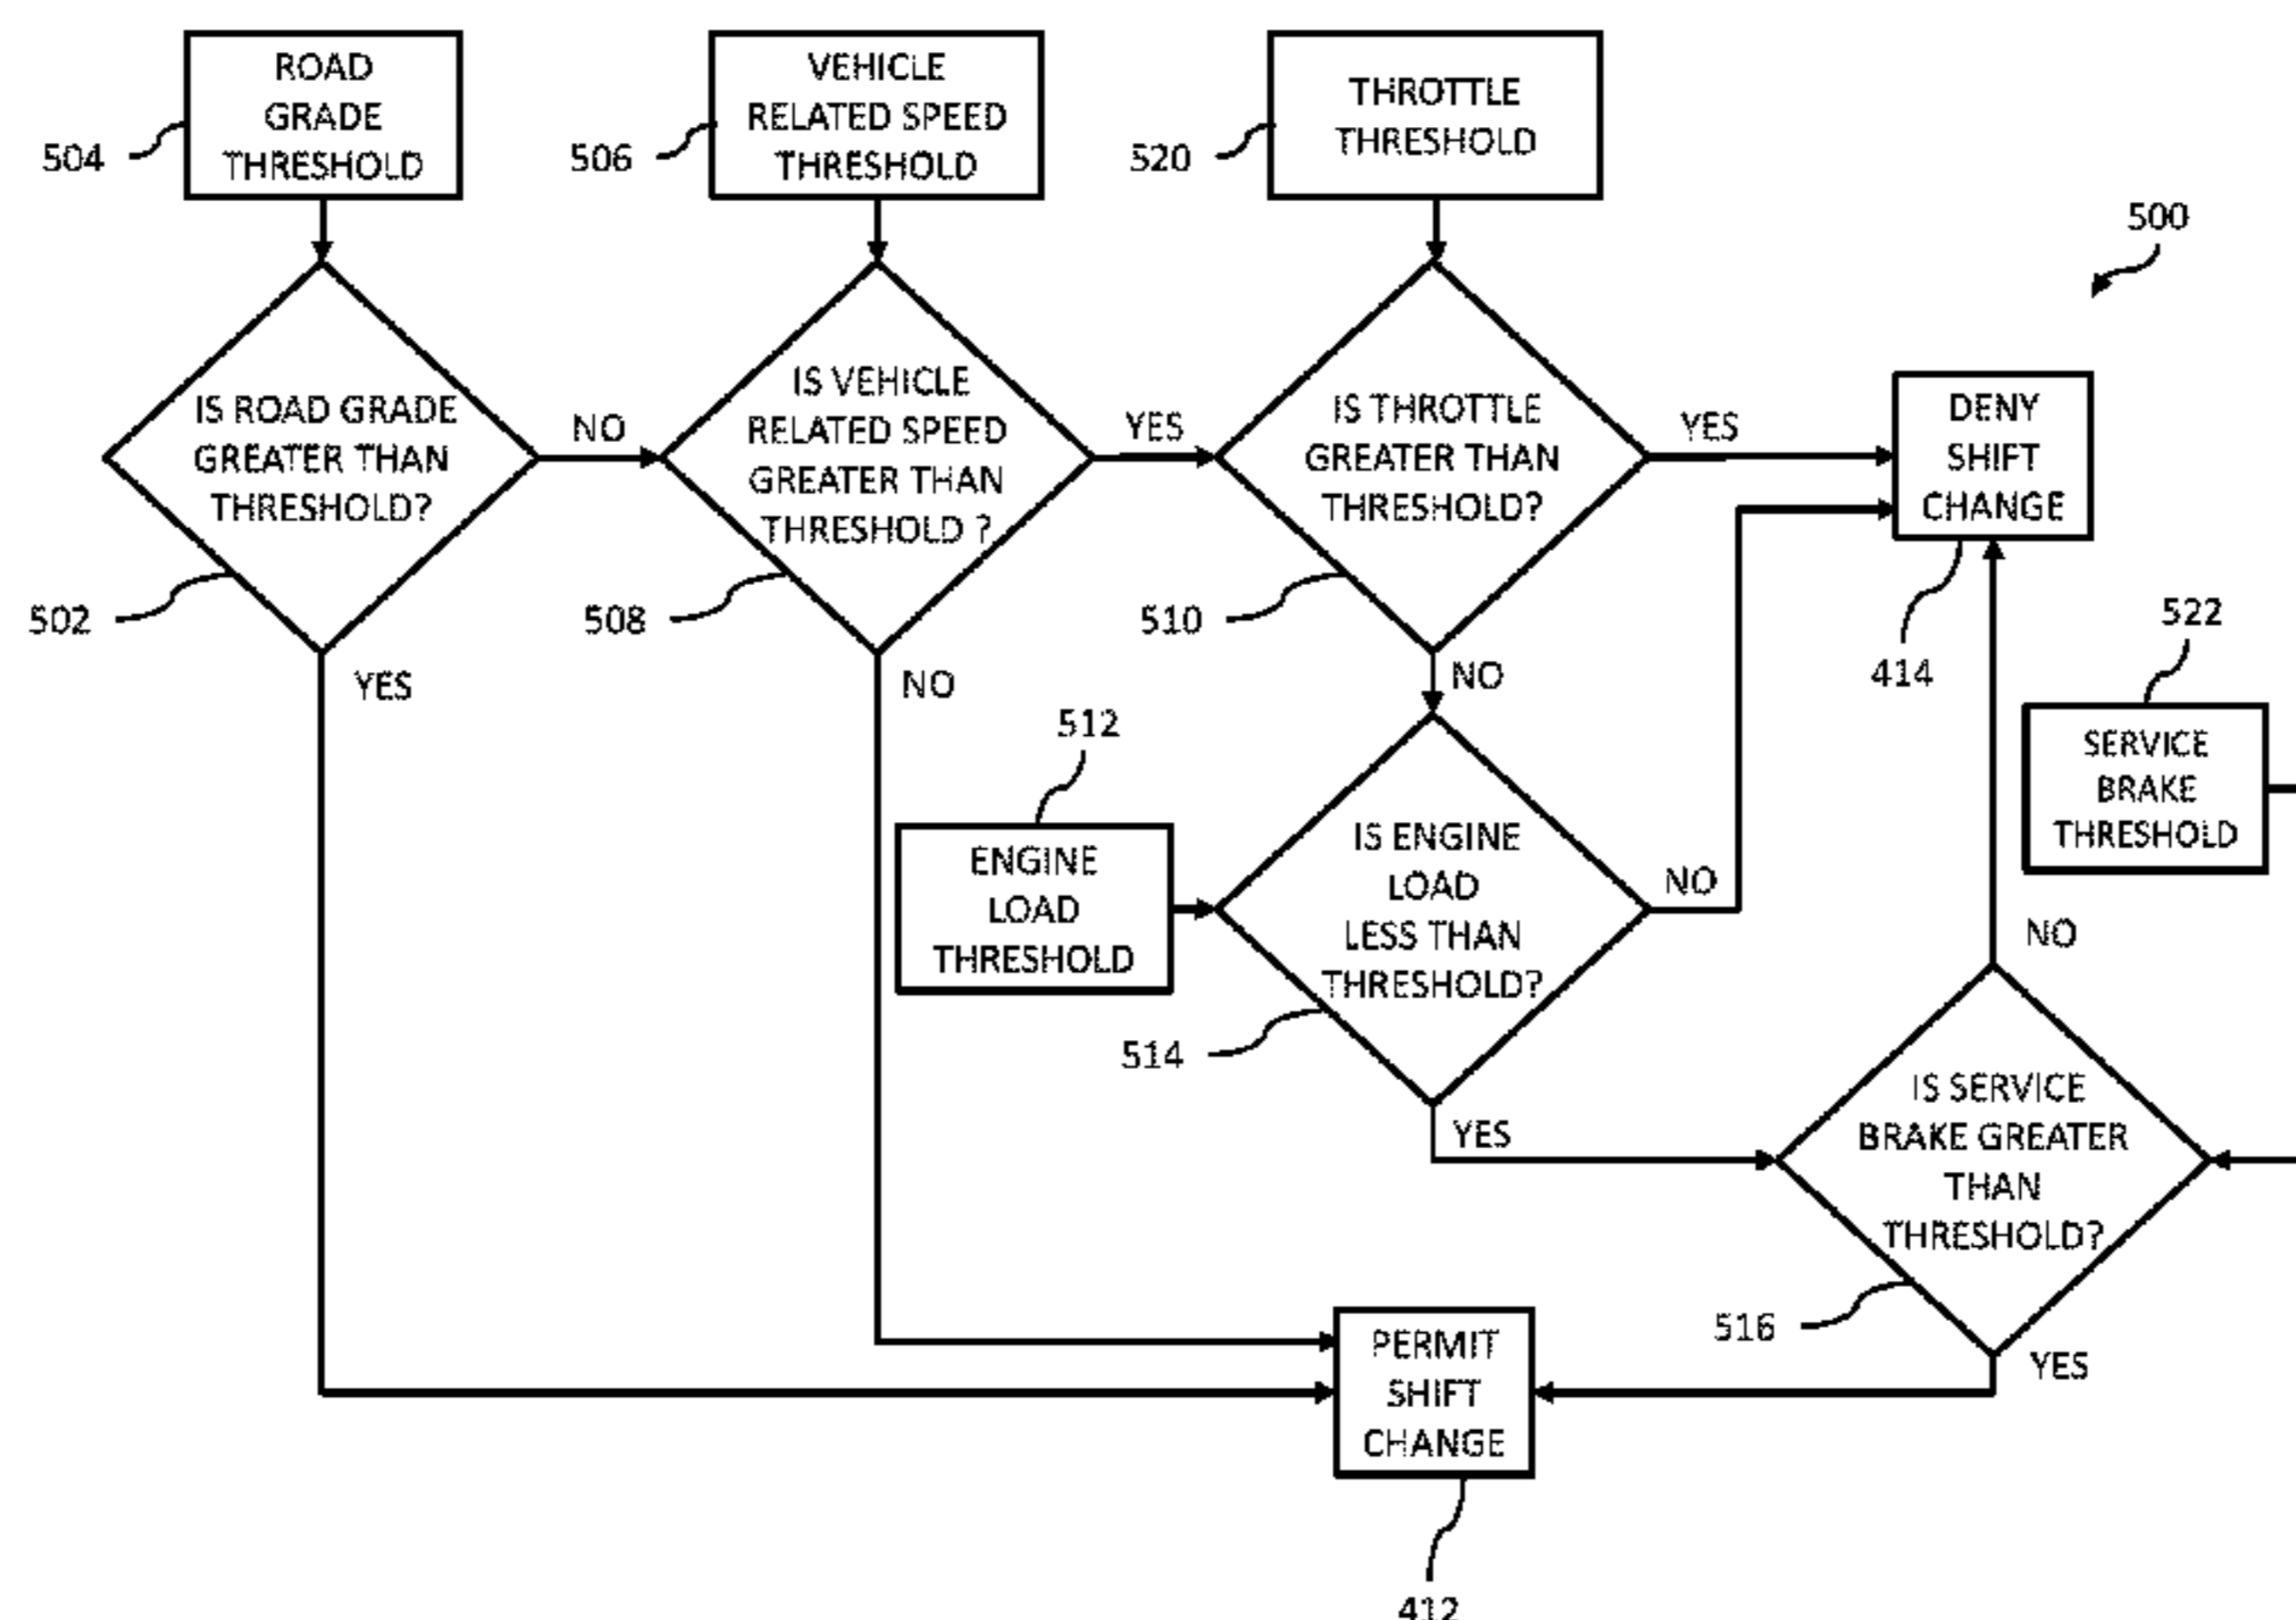 ROAD
GRADE
THRESHOLD
504
VEHICLE
RELATED SPEED
THRESHOLD
506
THROTTLE
THRESHOLD
520
500
IS ROAD GRADE
GREATER THAN
THRESHOLD?
502
NO
YES
IS VEHICLE
RELATED SPEED
GREATER THAN
THRESHOLD ?
508
YES
NO
IS THROTTLE
GREATER THAN
THRESHOLD?
510
YES
NO
DENY
SHIFT
CHANGE
414
522
SERVICE
BRAKE
THRESHOLD
512
ENGINE
LOAD
THRESHOLD
IS ENGINE
LOAD
LESS THAN
THRESHOLD?
514
NO
YES
NO
IS SERVICE
BRAKE GREATER
THAN
THRESHOLD?
516
YES
PERMIT
SHIFT
CHANGE
412